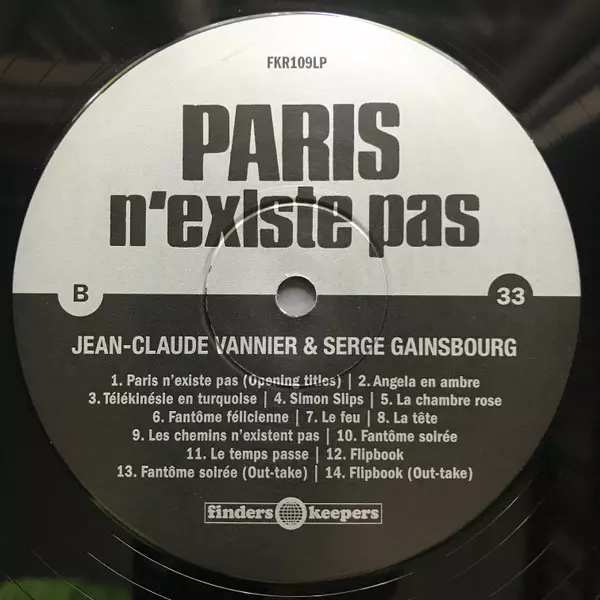 FKR109LP
PARIS
n'existe pas
B
33
JEAN-CLAUDE VANNIER & SERGE GAINSBOURG
1. Paris n'existe pas (Opening titles) | 2. Angela en ambre
3. Télékinésie en turquoise | 4. Simon Slips | 5. La chambre rose
6. Fantôme félicienne | 7. Le feu | 8. La tête
9. Les chemins n'existent pas | 10. Fantôme soirée
11. Le temps passe | 12. Flipbook
13. Fantôme soirée (Out-take) | 14. Flipbook (Out-take)
finders keepers